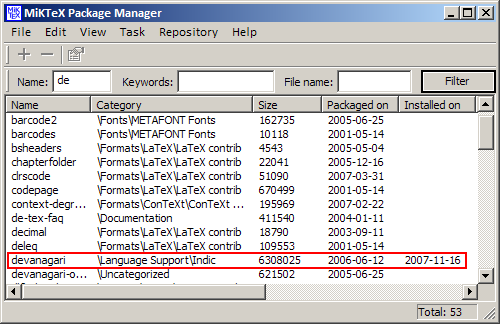 MiKTeX Package Manager
File Edit View Task Repository Help
Name: de Keywords: File name: Filter
Name Category Size Packaged on Installed on
barcode2 \Fonts\METAFONT Fonts 162735 2005-06-25
barcodes \Fonts\METAFONT Fonts 10118 2001-05-14
bsheaders \Formats\LaTeX\LaTeX contrib 4543 2005-05-04
chapterfolder \Formats\LaTeX\LaTeX contrib 22041 2005-12-16
clrscode \Formats\LaTeX\LaTeX contrib 51090 2007-03-31
codepage \Formats\LaTeX\LaTeX contrib 670499 2001-05-14
context-degr... \Formats\ConTeXt\ConTeXt ... 195969 2007-02-22
de-tex-faq \Documentation 411540 2004-01-11
decimal \Formats\LaTeX\LaTeX contrib 18790 2003-09-11
deleq \Formats\LaTeX\LaTeX contrib 109553 2001-05-14
devanagari \Language Support\Indic 6308025 2006-06-12 2007-11-16
devanagari-o... \Uncategorized 621502 2005-06-25
Total: 53